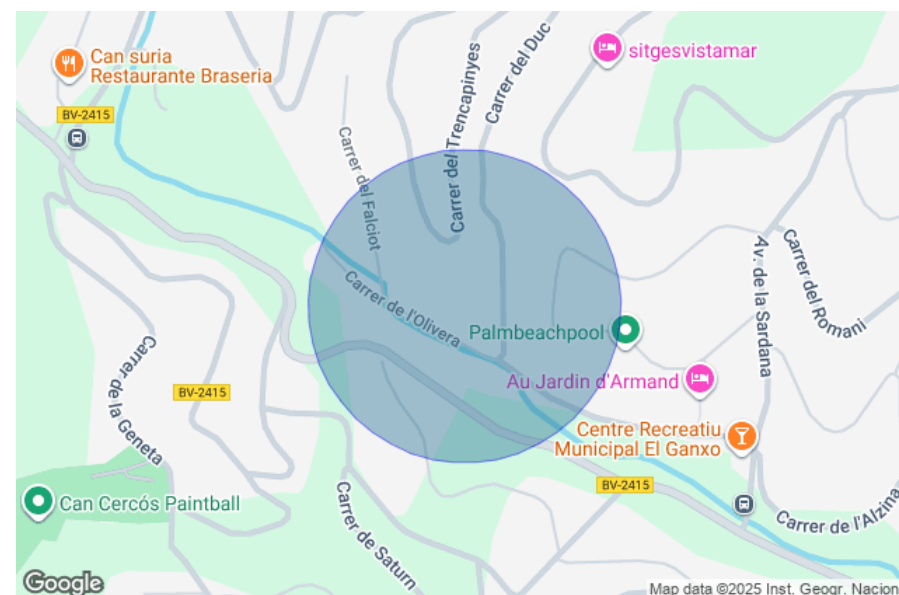 Can suria
Restaurante Braseria
BV-2415
sitgesvistamar
Carrer del Trencapinyes
Carrer del Duc
Carrer del Falciot
Carrer de l'Olivera
Av. de la Sardana
Carrer del Romani
Palmbeachpool
Au Jardin d'Armand
Centre Recreatiu
Municipal El Ganxo
BV-2415
Carrer de la Geneta
BV-2415
Can Cercós Paintball
Carrer de Saturn
Carrer de l'Alzina
Google
Map data ©2025 Inst. Geogr. Nacion